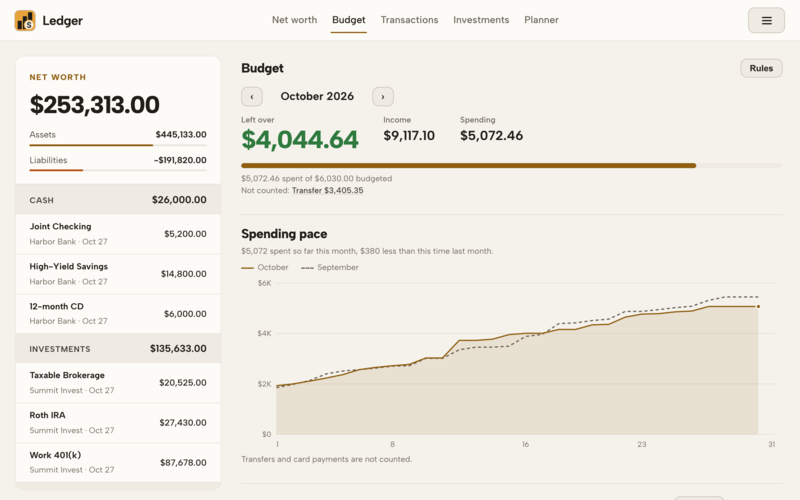 Ledger
Net worth
Budget
Transactions
Investments
Planner
NET WORTH
$253,313.00
Assets $445,133.00
Liabilities -$191,820.00
CASH $26,000.00
Joint Checking
Harbor Bank · Oct 27
$5,200.00
High-Yield Savings
Harbor Bank · Oct 27
$14,800.00
12-month CD
Harbor Bank · Oct 27
$6,000.00
INVESTMENTS $135,633.00
Taxable Brokerage
Summit Invest · Oct 27
$20,525.00
Roth IRA
Summit Invest · Oct 27
$27,430.00
Work 401(k)
Summit Invest · Oct 27
$87,678.00
Budget
Rules
‹ October 2026 ›
Left over
$4,044.64
Income
$9,117.10
Spending
$5,072.46
$5,072.46 spent of $6,030.00 budgeted
Not counted: Transfer $3,405.35
Spending pace
$5,072 spent so far this month, $380 less than this time last month.
October
September
$6K
$4K
$2K
$0
1 8 16 23 31
Transfers and card payments are not counted.